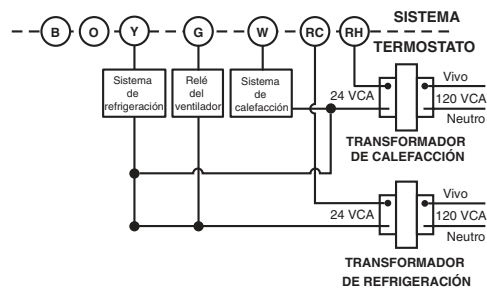 SISTEMA
B O Y G W RC RH
TERMOSTATO
Sistema
de
refrigeración
Relé
del
ventilador
Sistema
de
calefacción
24 VCA
Vivo
120 VCA
Neutro
TRANSFORMADOR
DE CALEFACCIÓN
24 VCA
Vivo
120 VCA
Neutro
TRANSFORMADOR
DE REFRIGERACIÓN